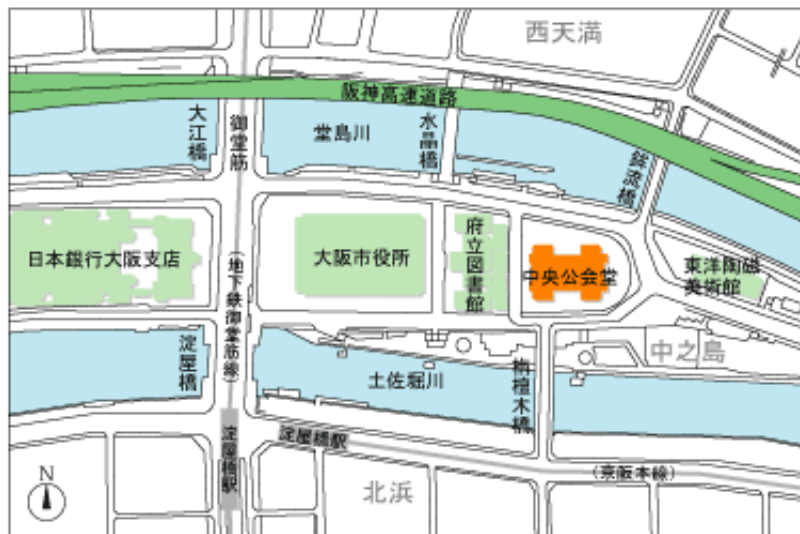 西天満
阪神高速道路
大江橋
御堂筋
堂島川
水晶橋
鉾流橋
日本銀行大阪支店
(地下鉄御堂筋線)
大阪市役所
府立図書館
中央公会堂
東洋陶磁
美術館
淀屋橋
土佐堀川
栴檀木橋
中之島
淀屋橋駅
淀屋橋駅
(京阪本線)
北浜
N